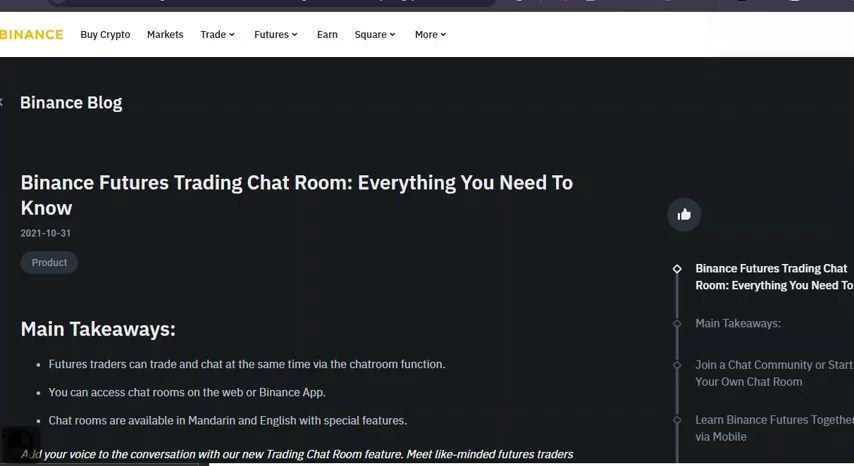 BINANCE Buy Crypto Markets Trade Futures Earn Square More
Binance Blog
Binance Futures Trading Chat Room: Everything You Need To
Know
2021-10-31
Product
Main Takeaways:
Futures traders can trade and chat at the same time via the chatroom function.
You can access chat rooms on the web or Binance App.
Chat rooms are available in Mandarin and English with special features.
Add your voice to the conversation with our new Trading Chat Room feature. Meet like-minded futures traders
Binance Futures Trading Chat
Room: Everything You Need To
Main Takeaways:
Join a Chat Community or Start
Your Own Chat Room
Learn Binance Futures Together
via Mobile